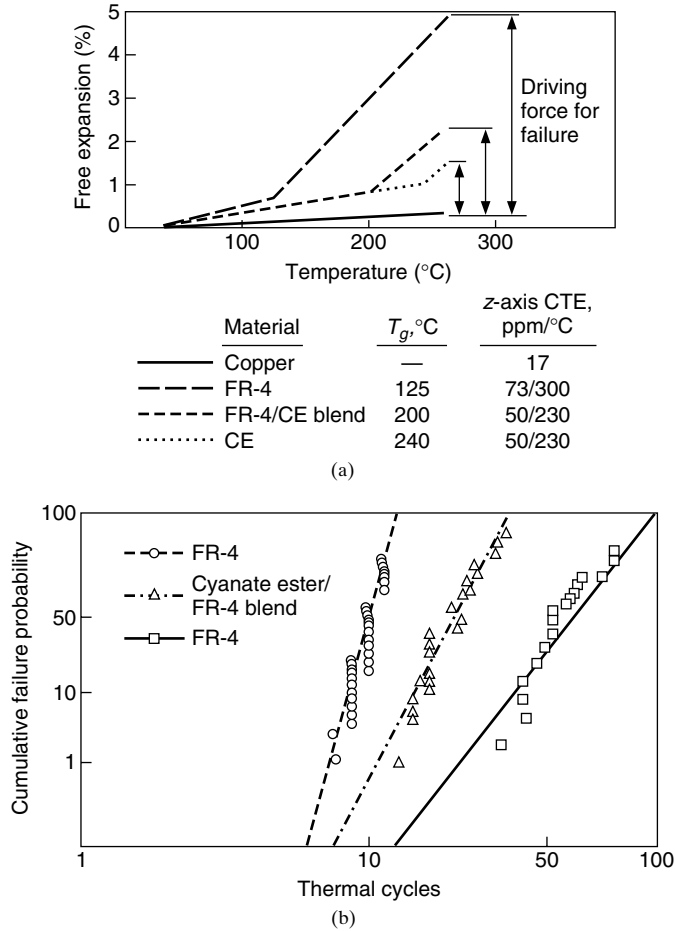 5
4
3
2
1
0
Free expansion (%)
Driving
force for
failure
100 200 300
Temperature (°C)
Material Tg,°C z-axis CTE, ppm/°C
Copper — 17
FR-4 125 73/300
FR-4/CE blend 200 50/230
CE 240 50/230
(a)
100
50
10
1
Cumulative failure probability
FR-4
Cyanate ester/
FR-4 blend
FR-4
1 10 50 100
Thermal cycles
(b)